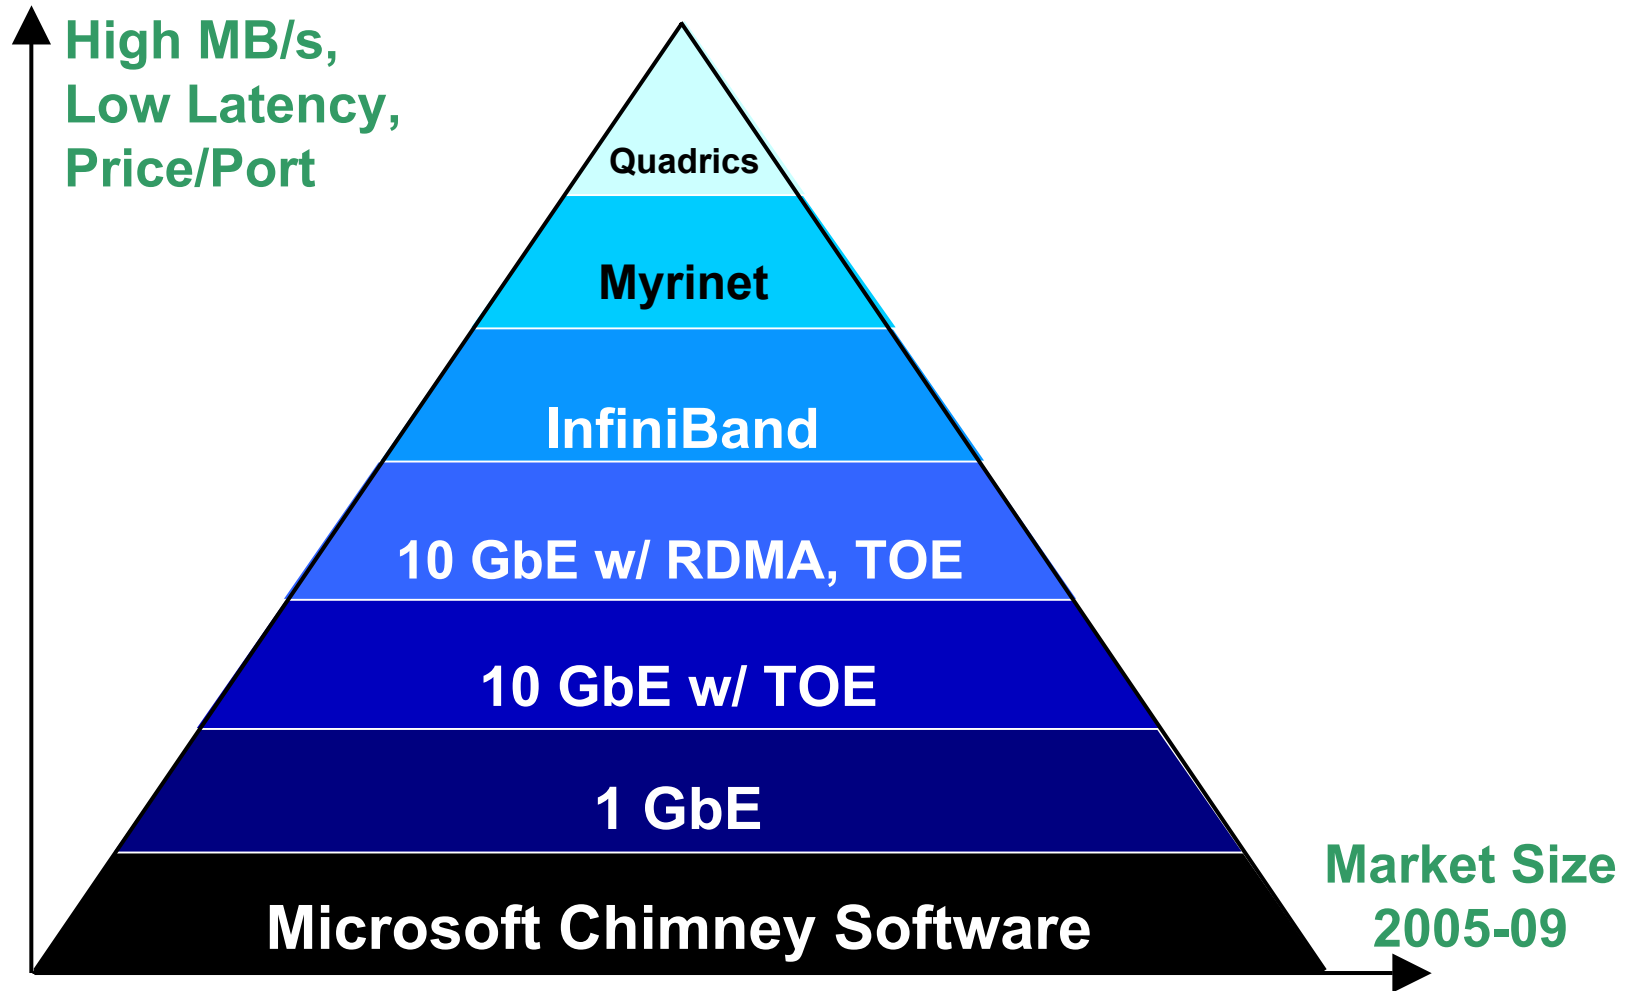 High MB/s,
Low Latency,
Price/Port
Quadrics
Myrinet
InfiniBand
10 GbE w/ RDMA, TOE
10 GbE w/ TOE
1 GbE
Microsoft Chimney Software
Market Size
2005-09